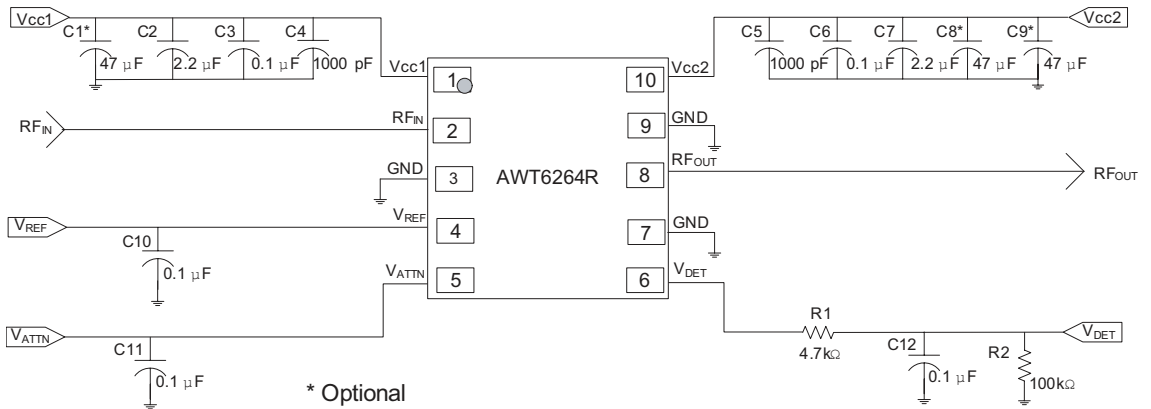 Vcc1
C1*
47 μF
C2
2.2 μF
C3
0.1 μF
C4
1000 pF
Vcc1
Vcc2
C5
1000 pF
C6
0.1 μF
C7
2.2 μF
C8*
47 μF
C9*
47 μF
Vcc2
1
10
RFIN
RFIN
2
9
GND
GND
3
AWT6264R
8
RFOUT
RFOUT
VREF
VREF
4
7
GND
C10
0.1 μF
VATTN
5
6
VDET
VATTN
C11
0.1 μF
R1
4.7kΩ
C12
0.1 μF
R2
100kΩ
VDET
* Optional